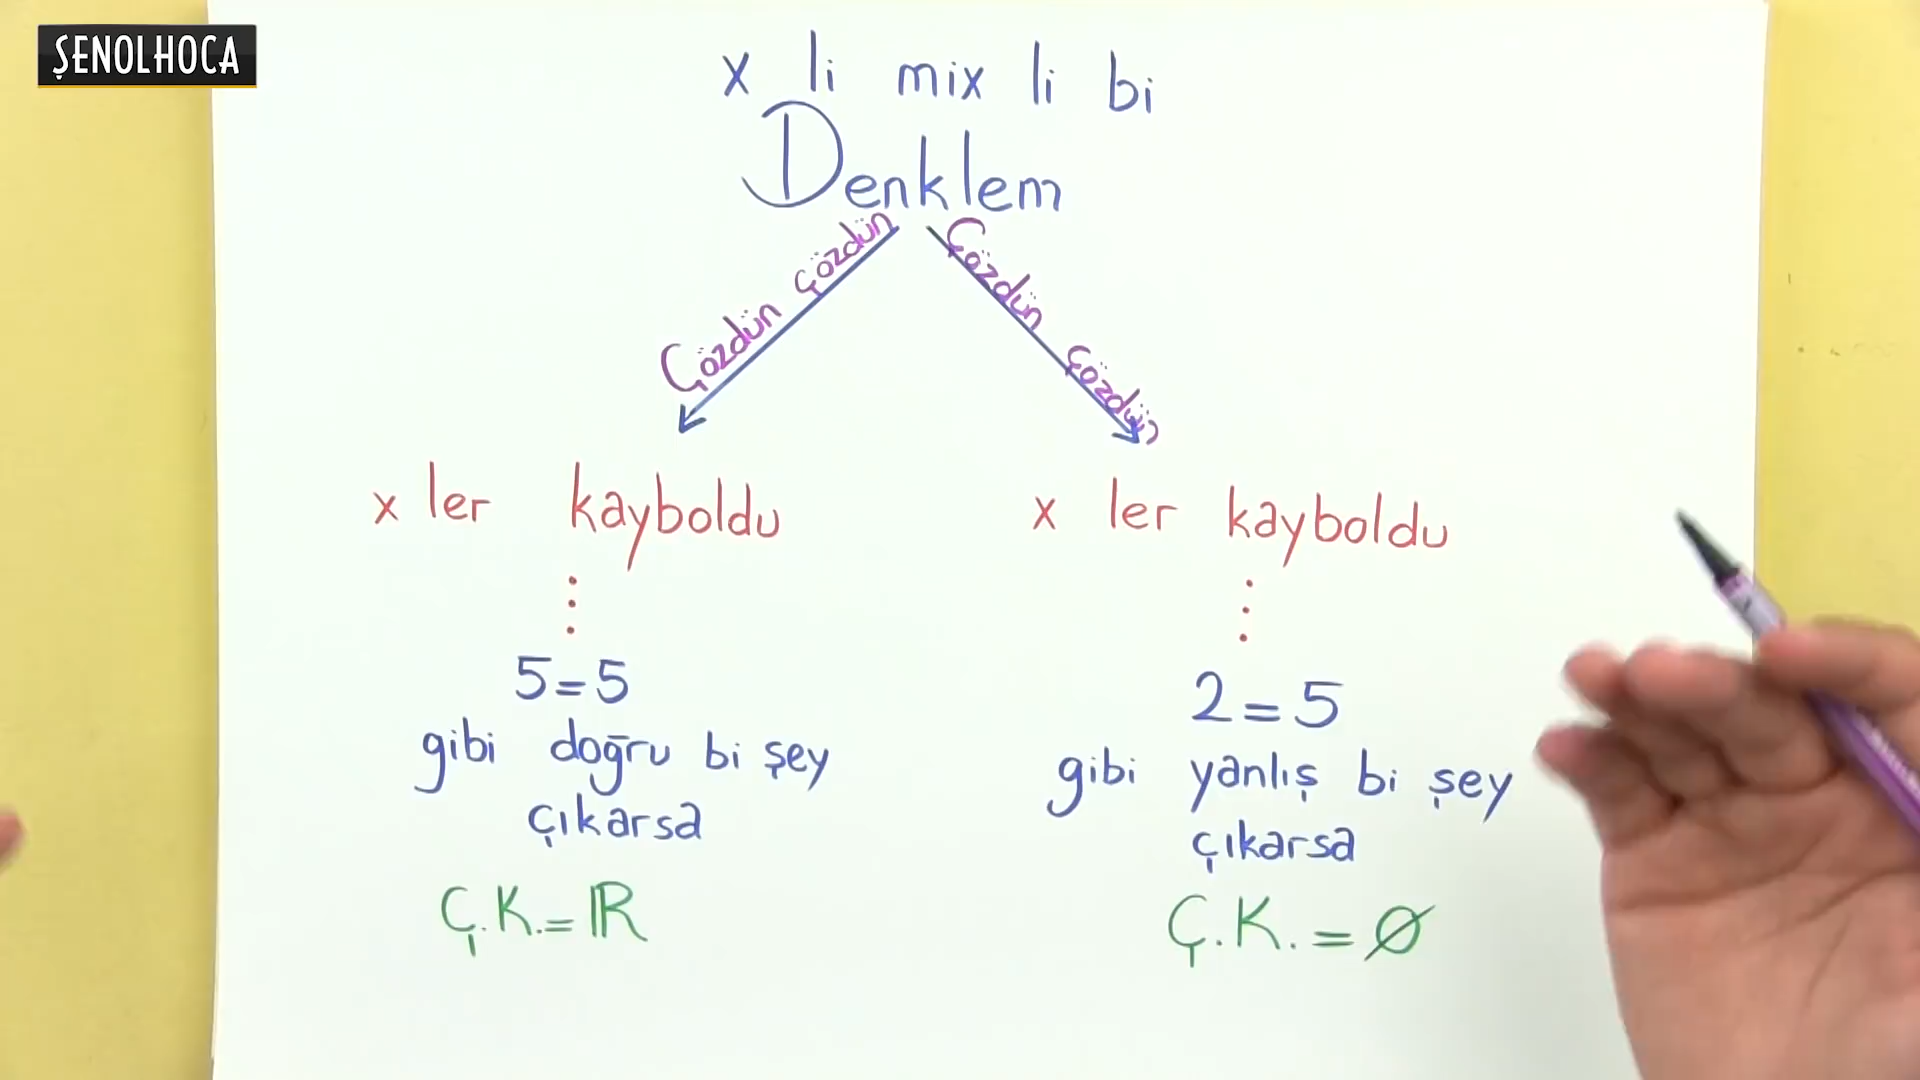 ŞENOLHOCA
x li mix li bi
Denklem
Çözdün çözdün
Çözdün çözdün
x ler kayboldu
5=5
gibi doğru bi şey
çıkarsa
Ç.K.=ℝ
x ler kayboldu
2=5
gibi yanlış bi şey
çıkarsa
Ç.K.=∅